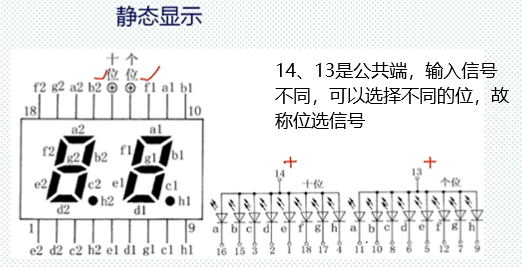 静态显示
十 个
位 位
f2 g2 a2 b2 ⊕ ⊕ f1 a1 b1
18 10
a2 a1
f2 g2 b2 f1 g1 b1
e2 c2 h2 e1 c1 h1
d2 d1
1 9
e2 d2 c2 h2 e1 d1 g1 c1 h1
14、13是公共端，输入信号
不同，可以选择不同的位，故
称位选信号
+ +
14 13
十位 个位
a b c d e f g h a b c d e f g h
16 15 3 2 1 18 17 4 11 10 8 6 5 12 7 9